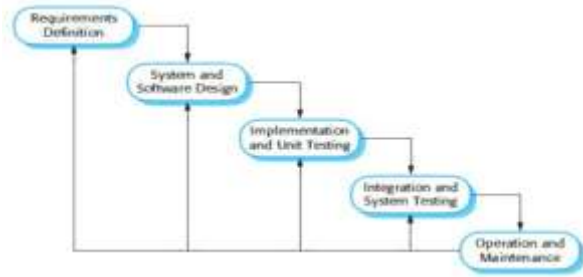 Requirements
Definition
System and
Software Design
Implementation
and Unit Testing
Integration and
System Testing
Operation and
Maintenance